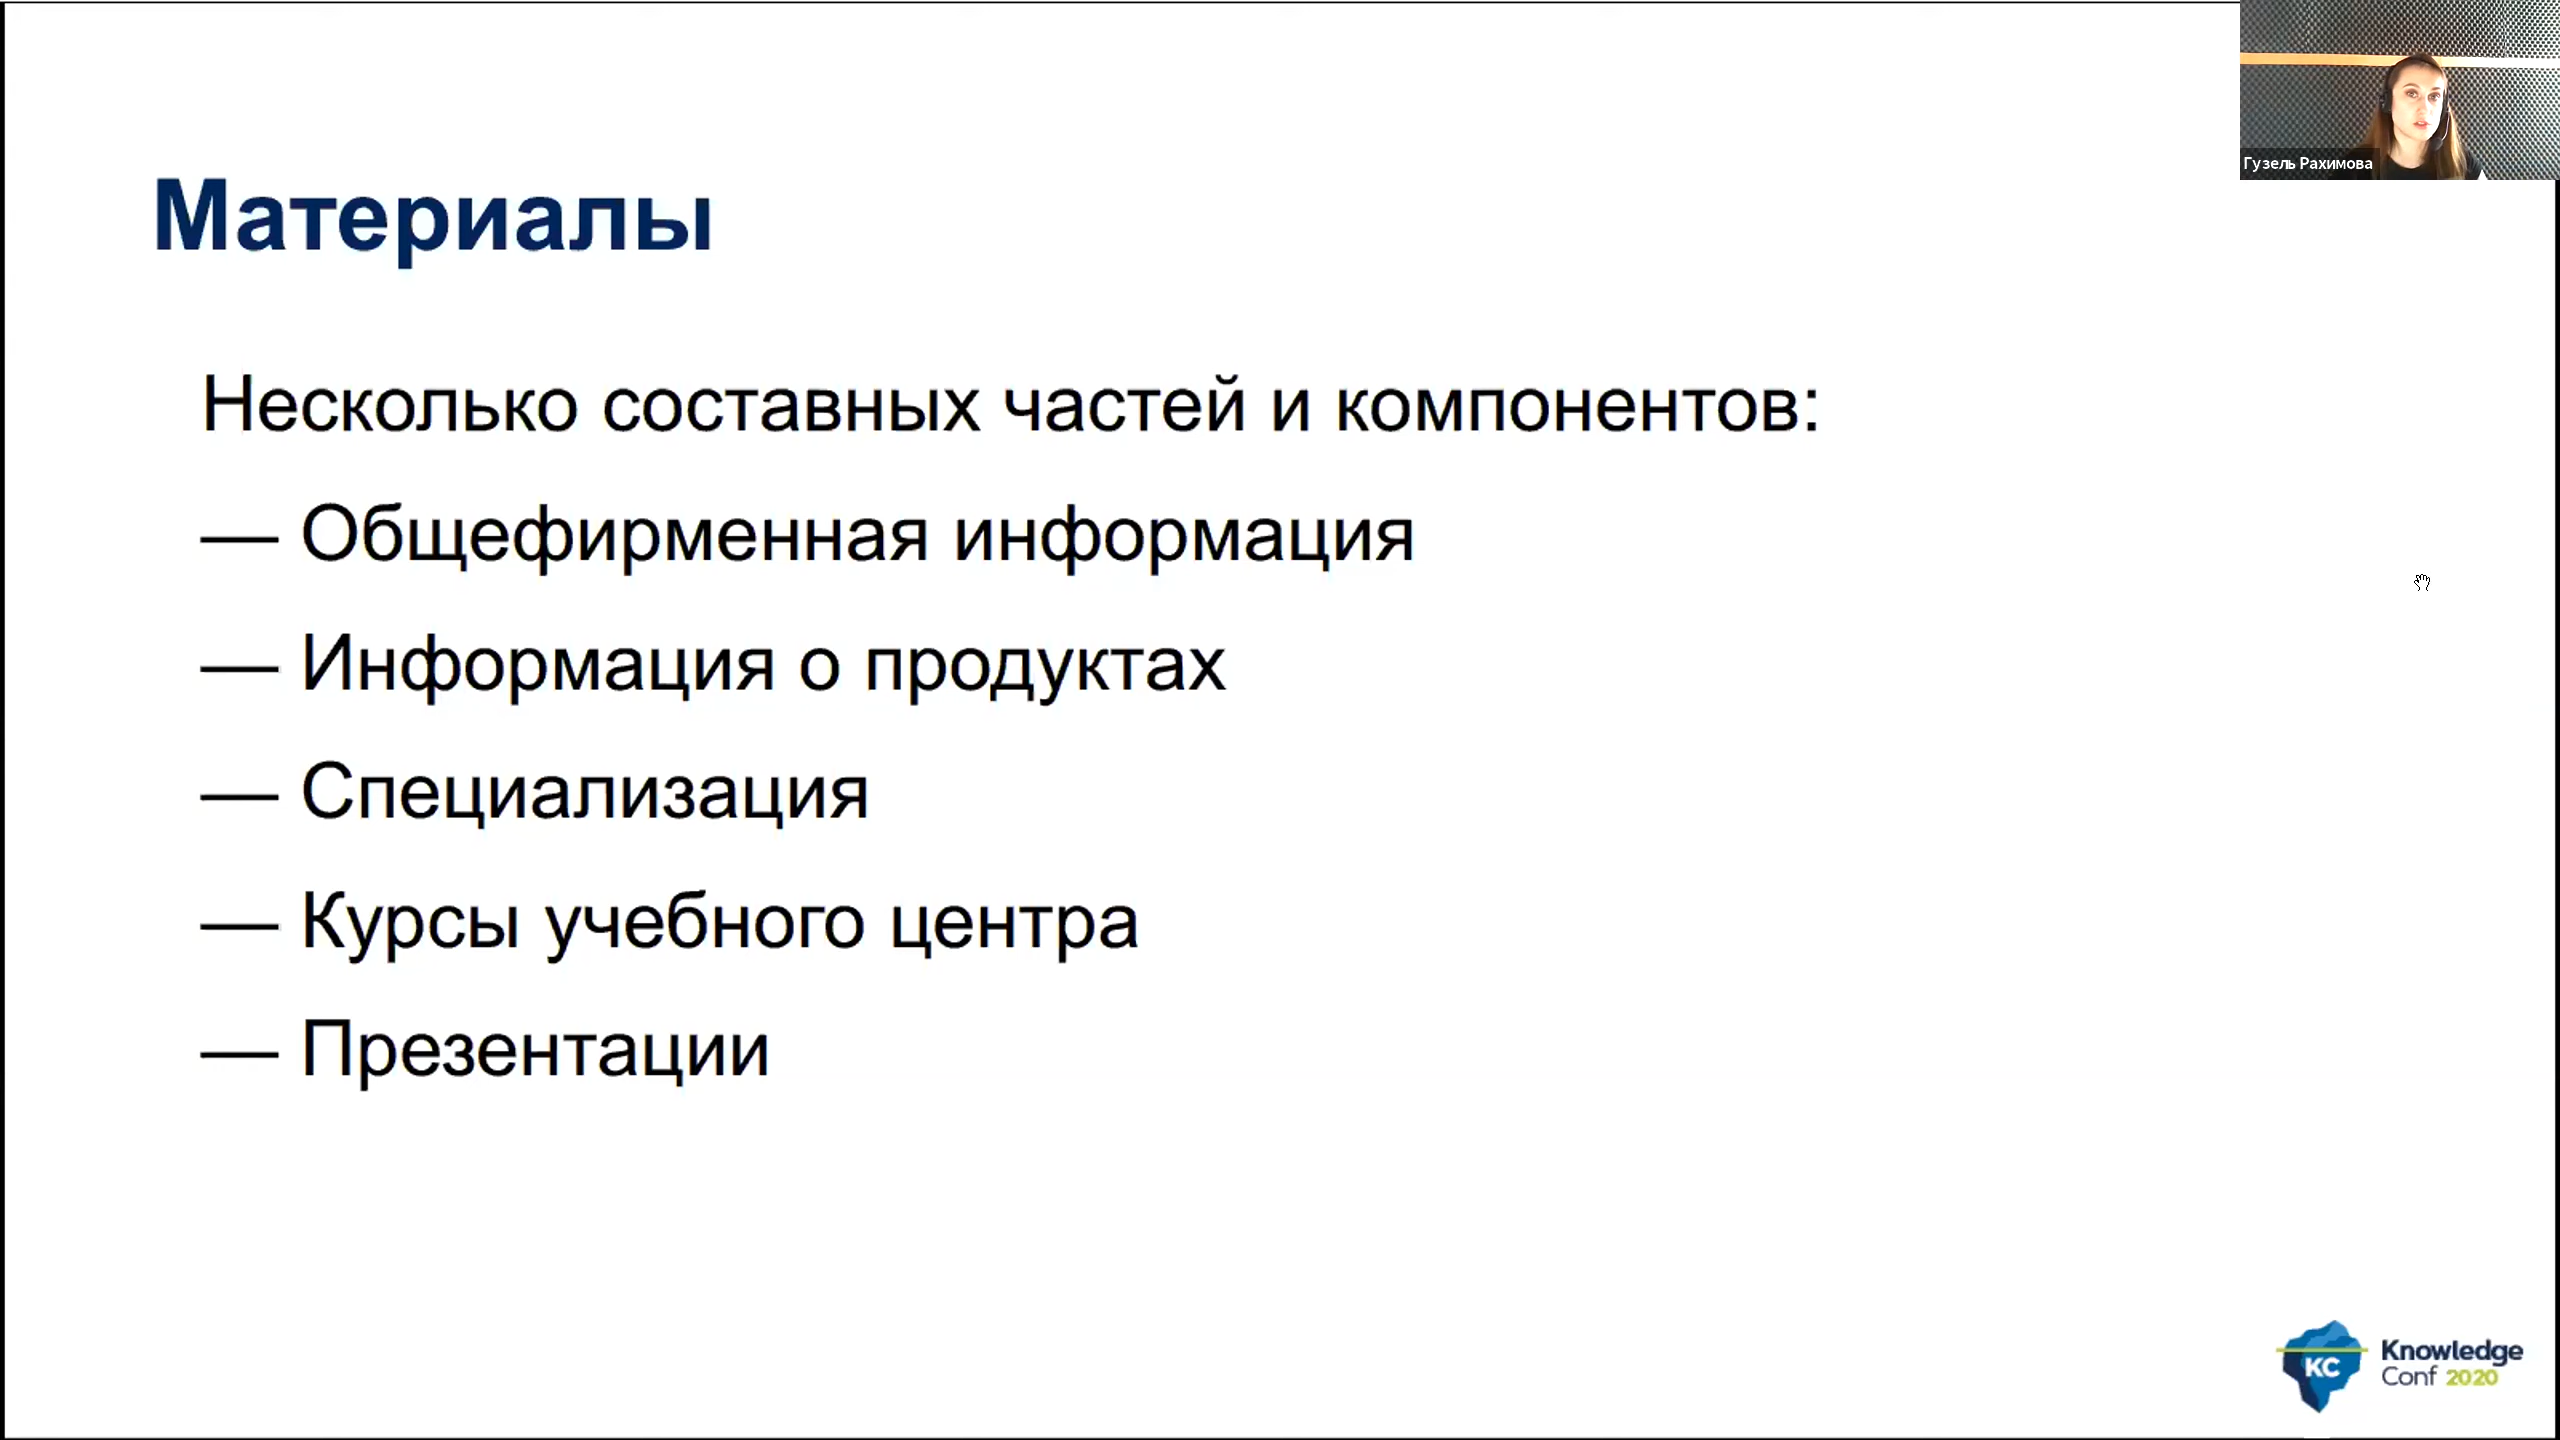 Гузель Рахимова
Материалы
Несколько составных частей и компонентов:
— Общефирменная информация
— Информация о продуктах
— Специализация
— Курсы учебного центра
— Презентации
KC
Knowledge
Conf 2020